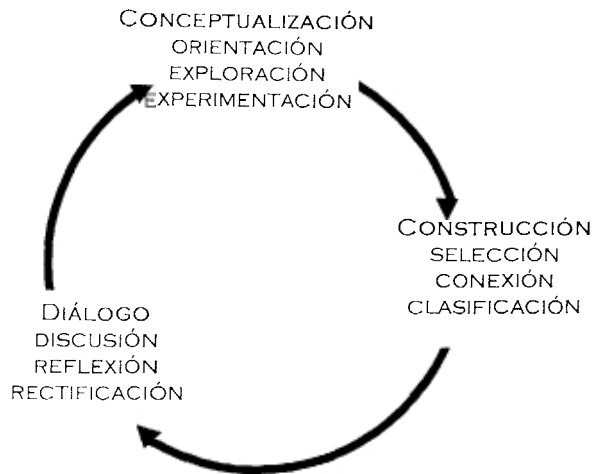 CONCEPTUALIZACIÓN
ORIENTACIÓN
EXPLORACIÓN
EXPERIMENTACIÓN
CONSTRUCCIÓN
SELECCIÓN
CONEXIÓN
CLASIFICACIÓN
DIÁLOGO
DISCUSIÓN
REFLEXIÓN
RECTIFICACIÓN